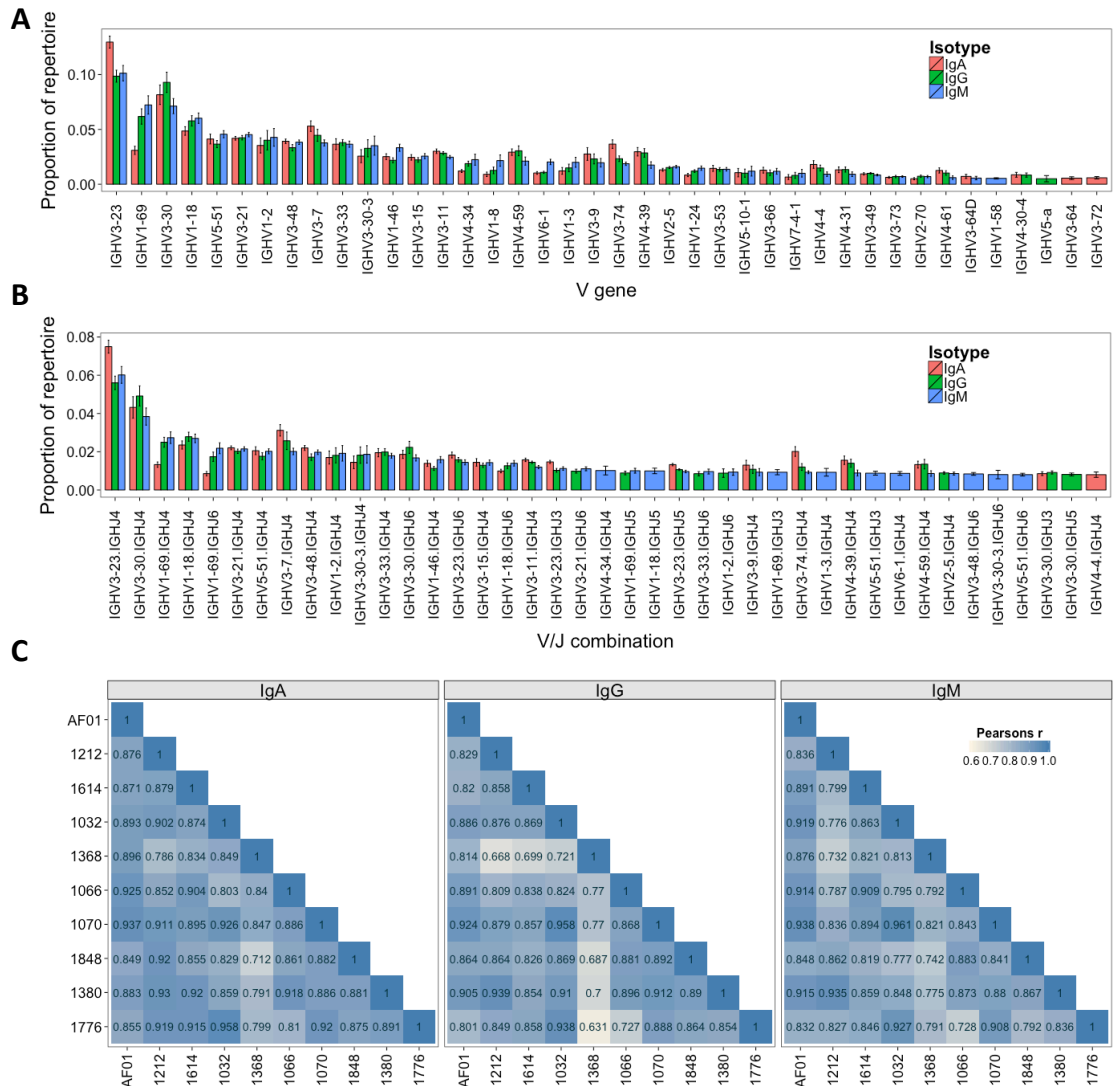 A
Proportion of repertoire
0.10
0.05
0.00
Isotype
IgA
IgG
IgM
IGHV3-23
IGHV1-69
IGHV3-30
IGHV1-18
IGHV5-51
IGHV3-21
IGHV1-2
IGHV3-48
IGHV3-7
IGHV3-33
IGHV3-30-3
IGHV1-46
IGHV3-15
IGHV3-11
IGHV4-34
IGHV1-8
IGHV4-59
IGHV6-1
IGHV1-3
IGHV3-9
IGHV3-74
IGHV4-39
IGHV2-5
IGHV1-24
IGHV3-53
IGHV5-10-1
IGHV3-66
IGHV7-4-1
IGHV4-4
IGHV4-31
IGHV3-49
IGHV3-73
IGHV2-70
IGHV4-61
IGHV3-64D
IGHV1-58
IGHV4-30-4
IGHV5-a
IGHV3-64
IGHV3-72
V gene
B
Proportion of repertoire
0.08
0.06
0.04
0.02
0.00
Isotype
IgA
IgG
IgM
IGHV3-23.IGHJ4
IGHV3-30.IGHJ4
IGHV1-69.IGHJ4
IGHV1-18.IGHJ4
IGHV1-69.IGHJ6
IGHV3-21.IGHJ4
IGHV5-51.IGHJ4
IGHV3-7.IGHJ4
IGHV3-48.IGHJ4
IGHV1-2.IGHJ4
IGHV3-30-3.IGHJ4
IGHV3-33.IGHJ4
IGHV3-30.IGHJ6
IGHV1-46.IGHJ4
IGHV3-23.IGHJ6
IGHV3-15.IGHJ4
IGHV1-18.IGHJ6
IGHV3-11.IGHJ4
IGHV3-23.IGHJ3
IGHV3-21.IGHJ6
IGHV4-34.IGHJ4
IGHV1-69.IGHJ5
IGHV1-18.IGHJ5
IGHV3-23.IGHJ5
IGHV3-33.IGHJ6
IGHV1-2.IGHJ6
IGHV3-9.IGHJ4
IGHV1-69.IGHJ3
IGHV3-74.IGHJ4
IGHV1-3.IGHJ4
IGHV4-39.IGHJ4
IGHV5-51.IGHJ3
IGHV6-1.IGHJ4
IGHV4-59.IGHJ4
IGHV2-5.IGHJ4
IGHV3-48.IGHJ6
IGHV3-30-3.IGHJ6
IGHV5-51.IGHJ6
IGHV3-30.IGHJ3
IGHV3-30.IGHJ5
IGHV4-4.IGHJ4
V/J combination
C
IgA IgG IgM
Pearsons r
0.6 0.7 0.8 0.9 1.0
AF01 1 1 1
1212 0.876 1 0.829 1 0.836 1
1614 0.871 0.879 1 0.82 0.858 1 0.891 0.799 1
1032 0.893 0.902 0.874 1 0.886 0.876 0.869 1 0.919 0.776 0.863 1
1368 0.896 0.786 0.834 0.849 1 0.814 0.668 0.699 0.721 1 0.876 0.732 0.821 0.813 1
1066 0.925 0.852 0.904 0.803 0.84 1 0.891 0.809 0.838 0.824 0.77 1 0.914 0.787 0.909 0.795 0.792 1
1070 0.937 0.911 0.895 0.926 0.847 0.886 1 0.924 0.879 0.857 0.958 0.77 0.868 1 0.938 0.836 0.894 0.961 0.821 0.843 1
1848 0.849 0.92 0.855 0.829 0.712 0.861 0.882 1 0.864 0.864 0.826 0.869 0.687 0.881 0.892 1 0.848 0.862 0.819 0.777 0.742 0.883 0.841 1
1380 0.883 0.93 0.92 0.859 0.791 0.918 0.886 0.881 1 0.905 0.939 0.854 0.91 0.7 0.896 0.912 0.89 1 0.915 0.935 0.859 0.848 0.775 0.873 0.88 0.867 1
1776 0.855 0.919 0.915 0.958 0.799 0.81 0.92 0.875 0.891 1 0.801 0.849 0.858 0.938 0.631 0.727 0.888 0.864 0.854 1 0.832 0.827 0.846 0.927 0.791 0.728 0.908 0.792 0.836 1
AF01 1212 1614 1032 1368 1066 1070 1848 1380 1776 AF01 1212 1614 1032 1368 1066 1070 1848 1380 1776 AF01 1212 1614 1032 1368 1066 1070 1848 1380 1776